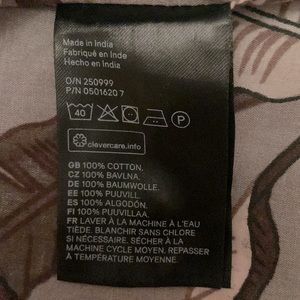 Made in India
Fabriqué en Inde
Hecho en India
O/N 250999
P/N 0501620 7
40
P
clevercare.info
GB 100% COTTON.
CZ 100% BAVLNA.
DE 100% BAUMWOLLE.
EE 100% PUUVILL.
ES 100% ALGODÓN.
FI 100% PUUVILLAA.
FR LAVER À LA MACHINE À L'EAU
TIÈDE. BLANCHIR SANS CHLORE
SI NÉCESSAIRE. SÉCHER À LA
MACHINE CYCLE MOYEN. REPASSER
À TEMPÉRATURE MOYENNE.